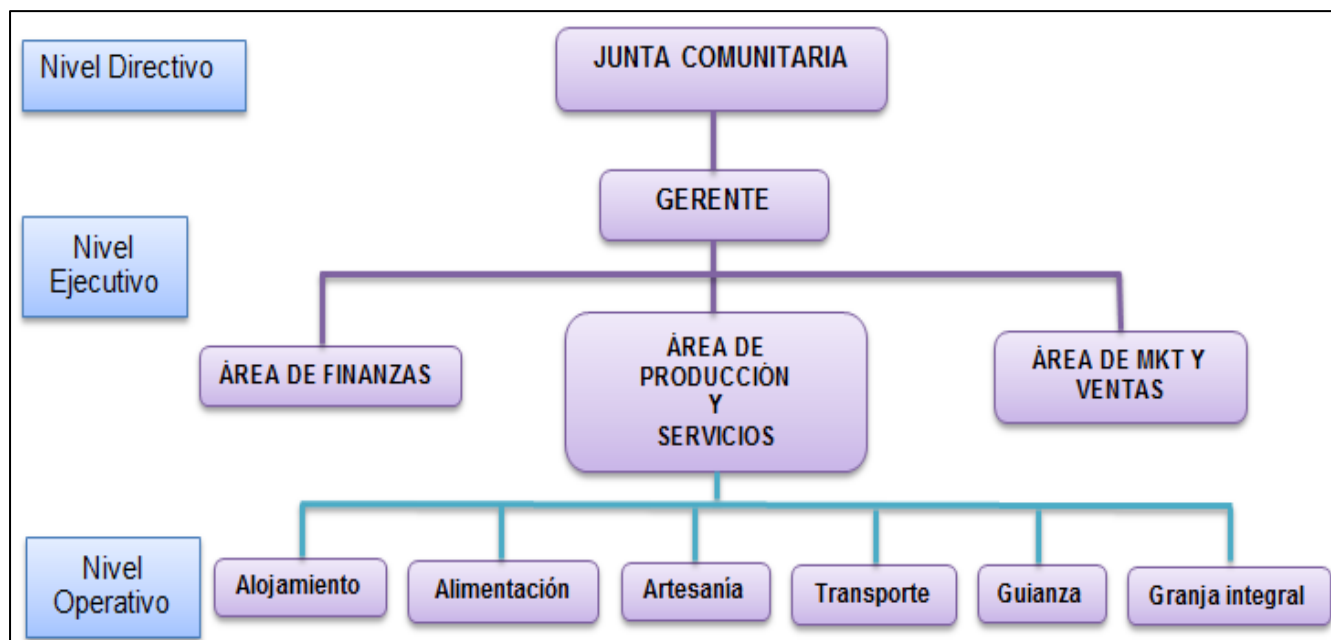 Nivel Directivo
JUNTA COMUNITARIA
GERENTE
Nivel
Ejecutivo
ÁREA DE FINANZAS
ÁREA DE
PRODUCCIÓN
Y
SERVICIOS
ÁREA DE MKT Y
VENTAS
Nivel
Operativo
Alojamiento
Alimentación
Artesanía
Transporte
Guianza
Granja integral